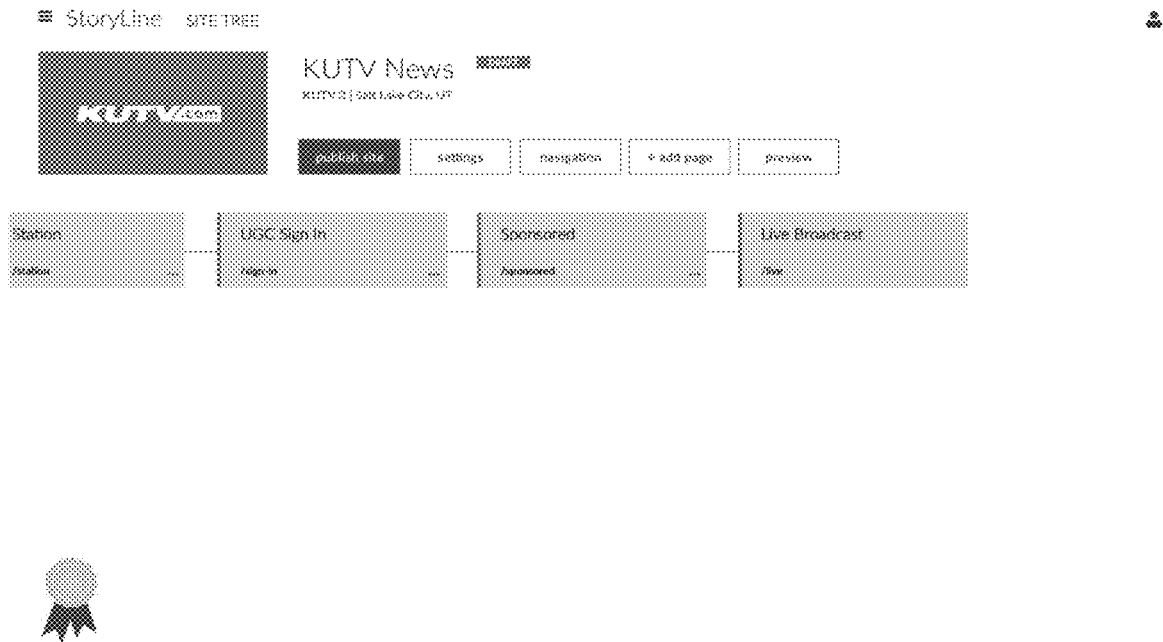 StoryLine SITE TREE
KUTV.com
KUTV News
KUTV 2 | Salt Lake City, UT
publish site settings navigation + add page preview
Station UGC Sign In Sponsored Live Broadcast
/station ... /sign-in ... /sponsored ... /live